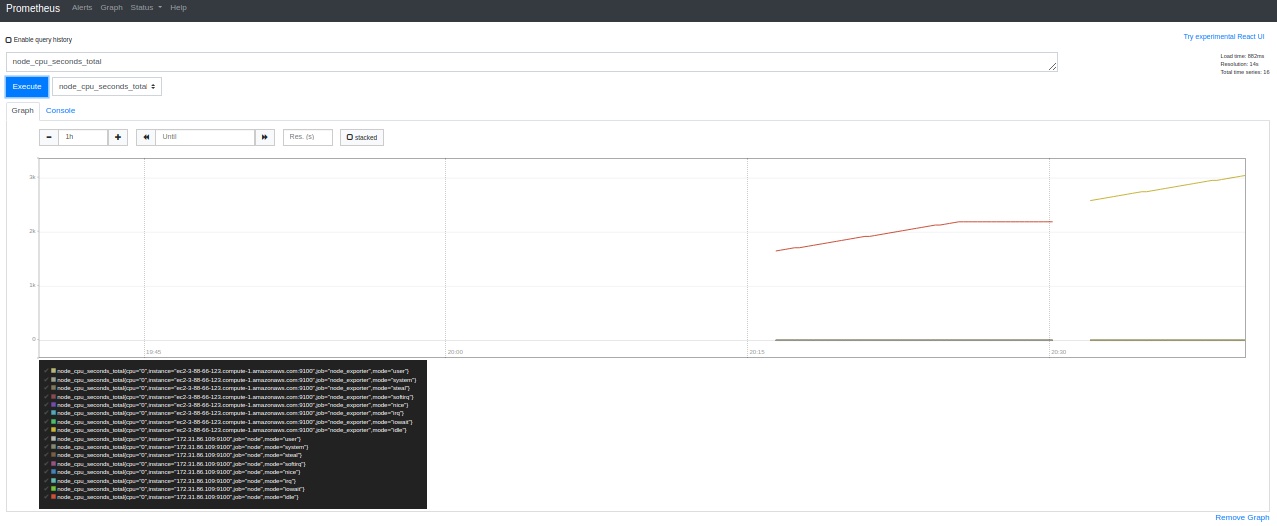 Prometheus Alerts Graph Status Help
Enable query history
Try experimental React UI
node_cpu_seconds_total
Load time: 882ms
Resolution: 14s
Total time series: 16
Execute node_cpu_seconds_total
Graph Console
1h Until Res. (s) stacked
3k
2k
1k
0
19:45 20:00 20:15 20:30
node_cpu_seconds_total{cpu="0",instance="ec2-3-88-66-123.compute-1.amazonaws.com:9100",job="node_exporter",mode="user"}
node_cpu_seconds_total{cpu="0",instance="ec2-3-88-66-123.compute-1.amazonaws.com:9100",job="node_exporter",mode="system"}
node_cpu_seconds_total{cpu="0",instance="ec2-3-88-66-123.compute-1.amazonaws.com:9100",job="node_exporter",mode="steal"}
node_cpu_seconds_total{cpu="0",instance="ec2-3-88-66-123.compute-1.amazonaws.com:9100",job="node_exporter",mode="softirq"}
node_cpu_seconds_total{cpu="0",instance="ec2-3-88-66-123.compute-1.amazonaws.com:9100",job="node_exporter",mode="nice"}
node_cpu_seconds_total{cpu="0",instance="ec2-3-88-66-123.compute-1.amazonaws.com:9100",job="node_exporter",mode="irq"}
node_cpu_seconds_total{cpu="0",instance="ec2-3-88-66-123.compute-1.amazonaws.com:9100",job="node_exporter",mode="iowait"}
node_cpu_seconds_total{cpu="0",instance="ec2-3-88-66-123.compute-1.amazonaws.com:9100",job="node_exporter",mode="idle"}
node_cpu_seconds_total{cpu="0",instance="172.31.86.109:9100",job="node",mode="user"}
node_cpu_seconds_total{cpu="0",instance="172.31.86.109:9100",job="node",mode="system"}
node_cpu_seconds_total{cpu="0",instance="172.31.86.109:9100",job="node",mode="steal"}
node_cpu_seconds_total{cpu="0",instance="172.31.86.109:9100",job="node",mode="softirq"}
node_cpu_seconds_total{cpu="0",instance="172.31.86.109:9100",job="node",mode="nice"}
node_cpu_seconds_total{cpu="0",instance="172.31.86.109:9100",job="node",mode="irq"}
node_cpu_seconds_total{cpu="0",instance="172.31.86.109:9100",job="node",mode="iowait"}
node_cpu_seconds_total{cpu="0",instance="172.31.86.109:9100",job="node",mode="idle"}
Remove Graph